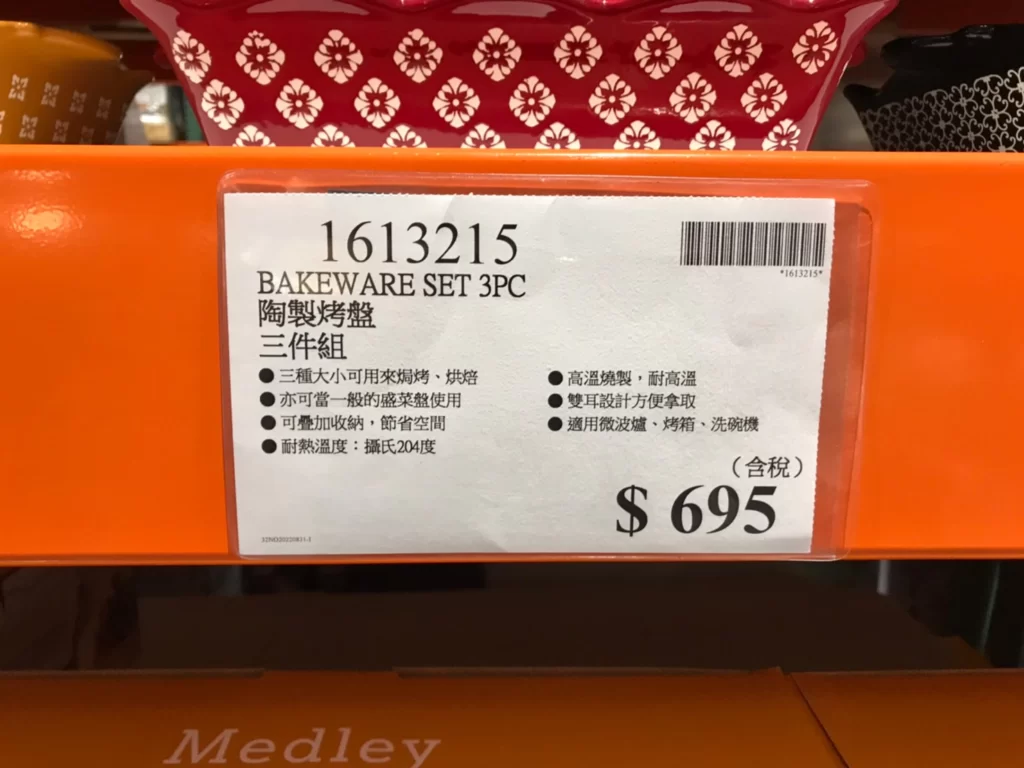 1613215
*1613215*
BAKEWARE SET 3PC
陶製烤盤
三件組
● 三種大小可用來焗烤、烘焙
● 亦可當一般的盛菜盤使用
● 可疊加收納，節省空間
● 耐熱溫度：攝氏204度
● 高溫燒製，耐高溫
● 雙耳設計方便拿取
● 適用微波爐、烤箱、洗碗機
（含稅）
$ 695
Medley